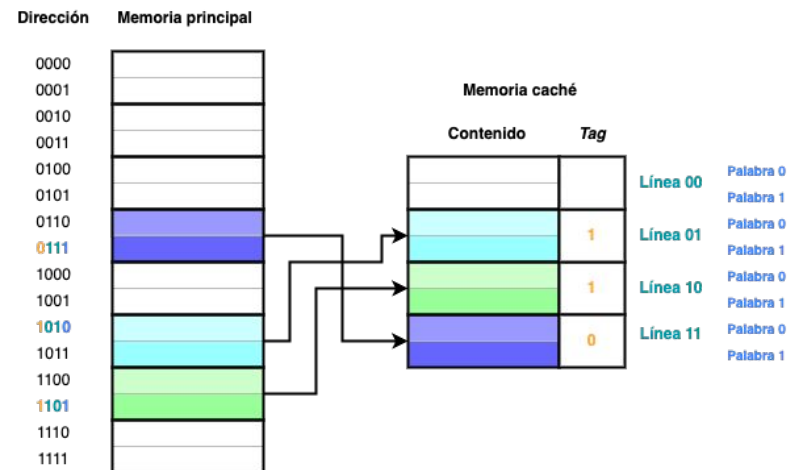 Dirección Memoria principal
0000
0001
0010
0011
0100
0101
0110
0111
1000
1001
1010
1011
1100
1101
1110
1111
Memoria caché
Contenido Tag
Línea 00 Palabra 0
Palabra 1
1 Línea 01 Palabra 0
Palabra 1
1 Línea 10 Palabra 0
Palabra 1
0 Línea 11 Palabra 0
Palabra 1